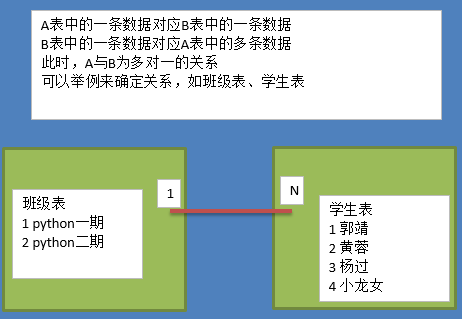 A表中的一条数据对应B表中的一条数据
B表中的一条数据对应A表中的多条数据
此时，A与B为多对一的关系
可以举例来确定关系，如班级表、学生表
1
N
班级表
1 python一期
2 python二期
学生表
1 郭靖
2 黄蓉
3 杨过
4 小龙女